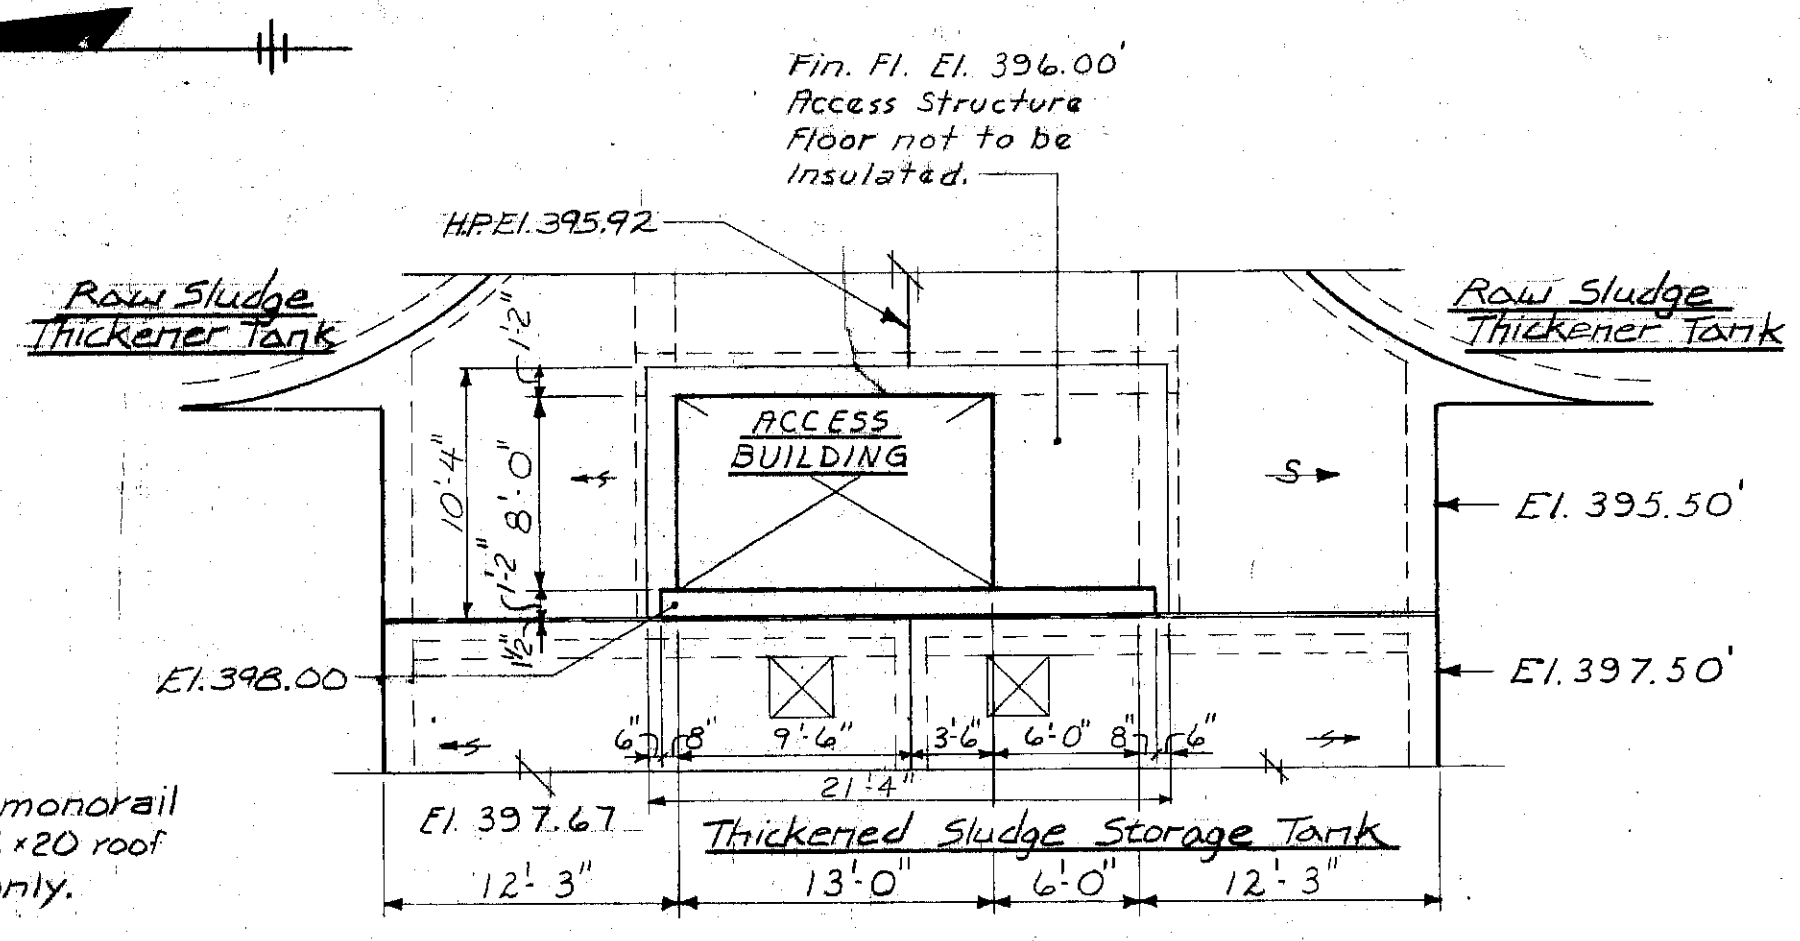 Fin. Fl. El. 396.00'
Access Structure
Floor not to be
Insulated.
H.P. El. 395.92
Raw Sludge
Thickener Tank
Raw Sludge
Thickener Tank
1'-2"
ACCESS
BUILDING
10'-4"
8'-0"
S
S
El. 395.50'
1'-2"
1½"
El. 398.00
El. 397.50'
6"
8"
9'-6"
3'-6"
6'-0"
8"
6"
S
S
21'-4"
monorail
×20 roof
only.
El. 397.67
Thickened Sludge Storage Tank
12'-3"
13'-0"
6'-0"
12'-3"